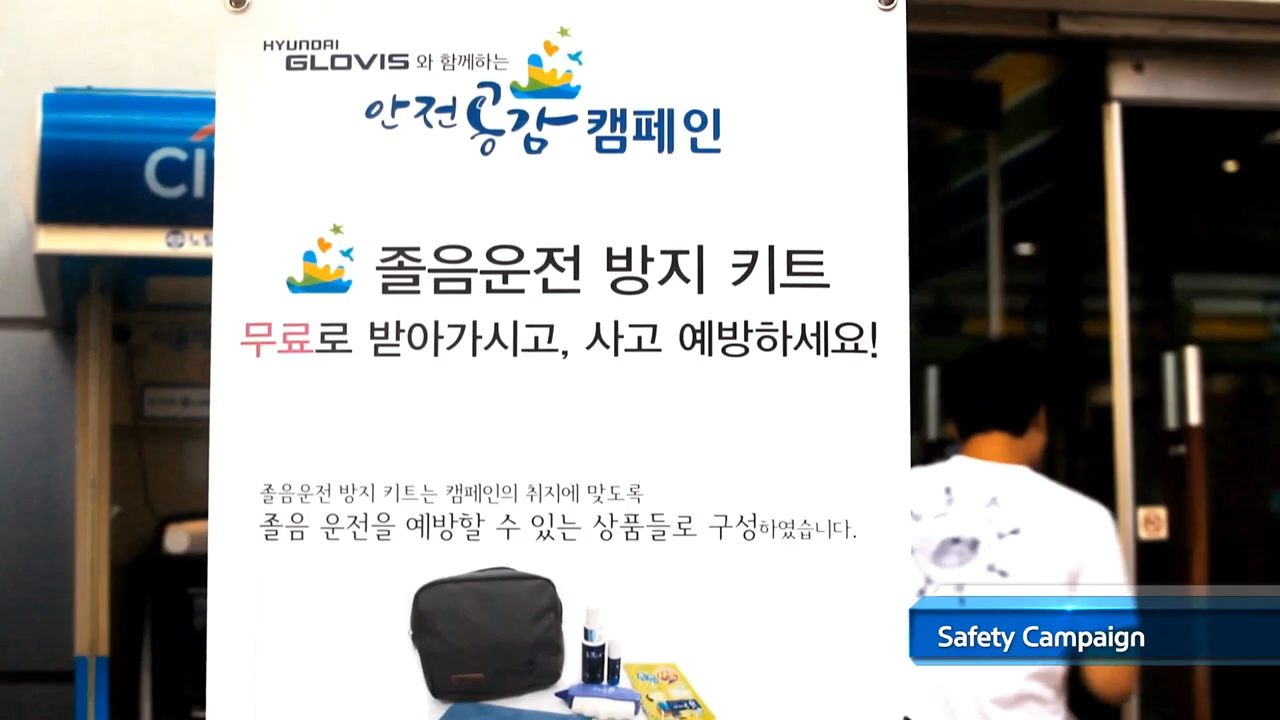 HYUNDAI
GLOVIS 와 함께하는
안전공감 캠페인
졸음운전 방지 키트
무료로 받아가시고, 사고 예방하세요!
졸음운전 방지 키트는 캠페인의 취지에 맞도록
졸음 운전을 예방할 수 있는 상품들로 구성하였습니다.
Safety Campaign